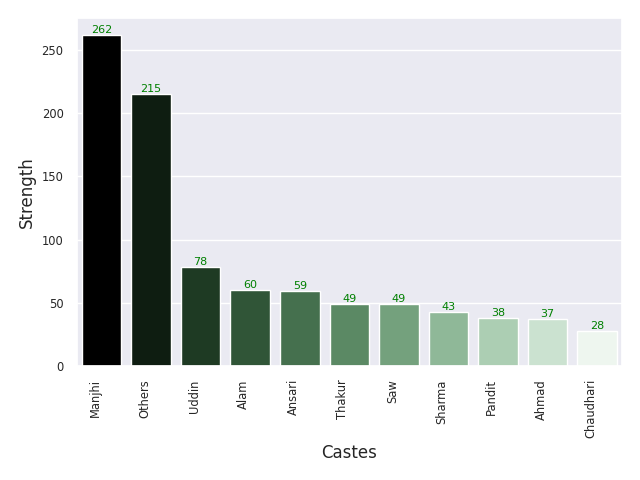 262
250
215
200
Strength
150
100
78
60
59
50
49
49
43
38
37
28
0
Manjhi
Others
Uddin
Alam
Ansari
Thakur
Saw
Sharma
Pandit
Ahmad
Chaudhari
Castes